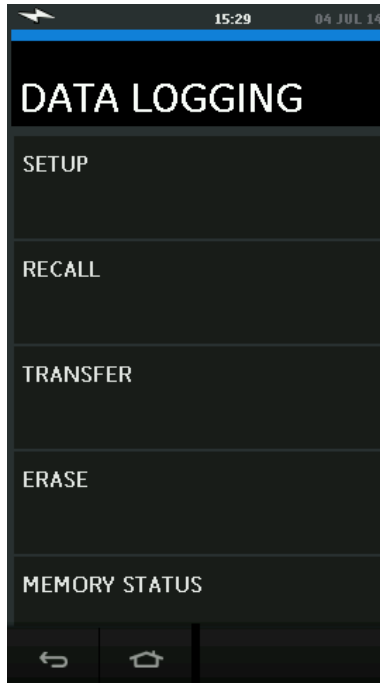 15:29 04 JUL 14
DATA LOGGING
SETUP
RECALL
TRANSFER
ERASE
MEMORY STATUS